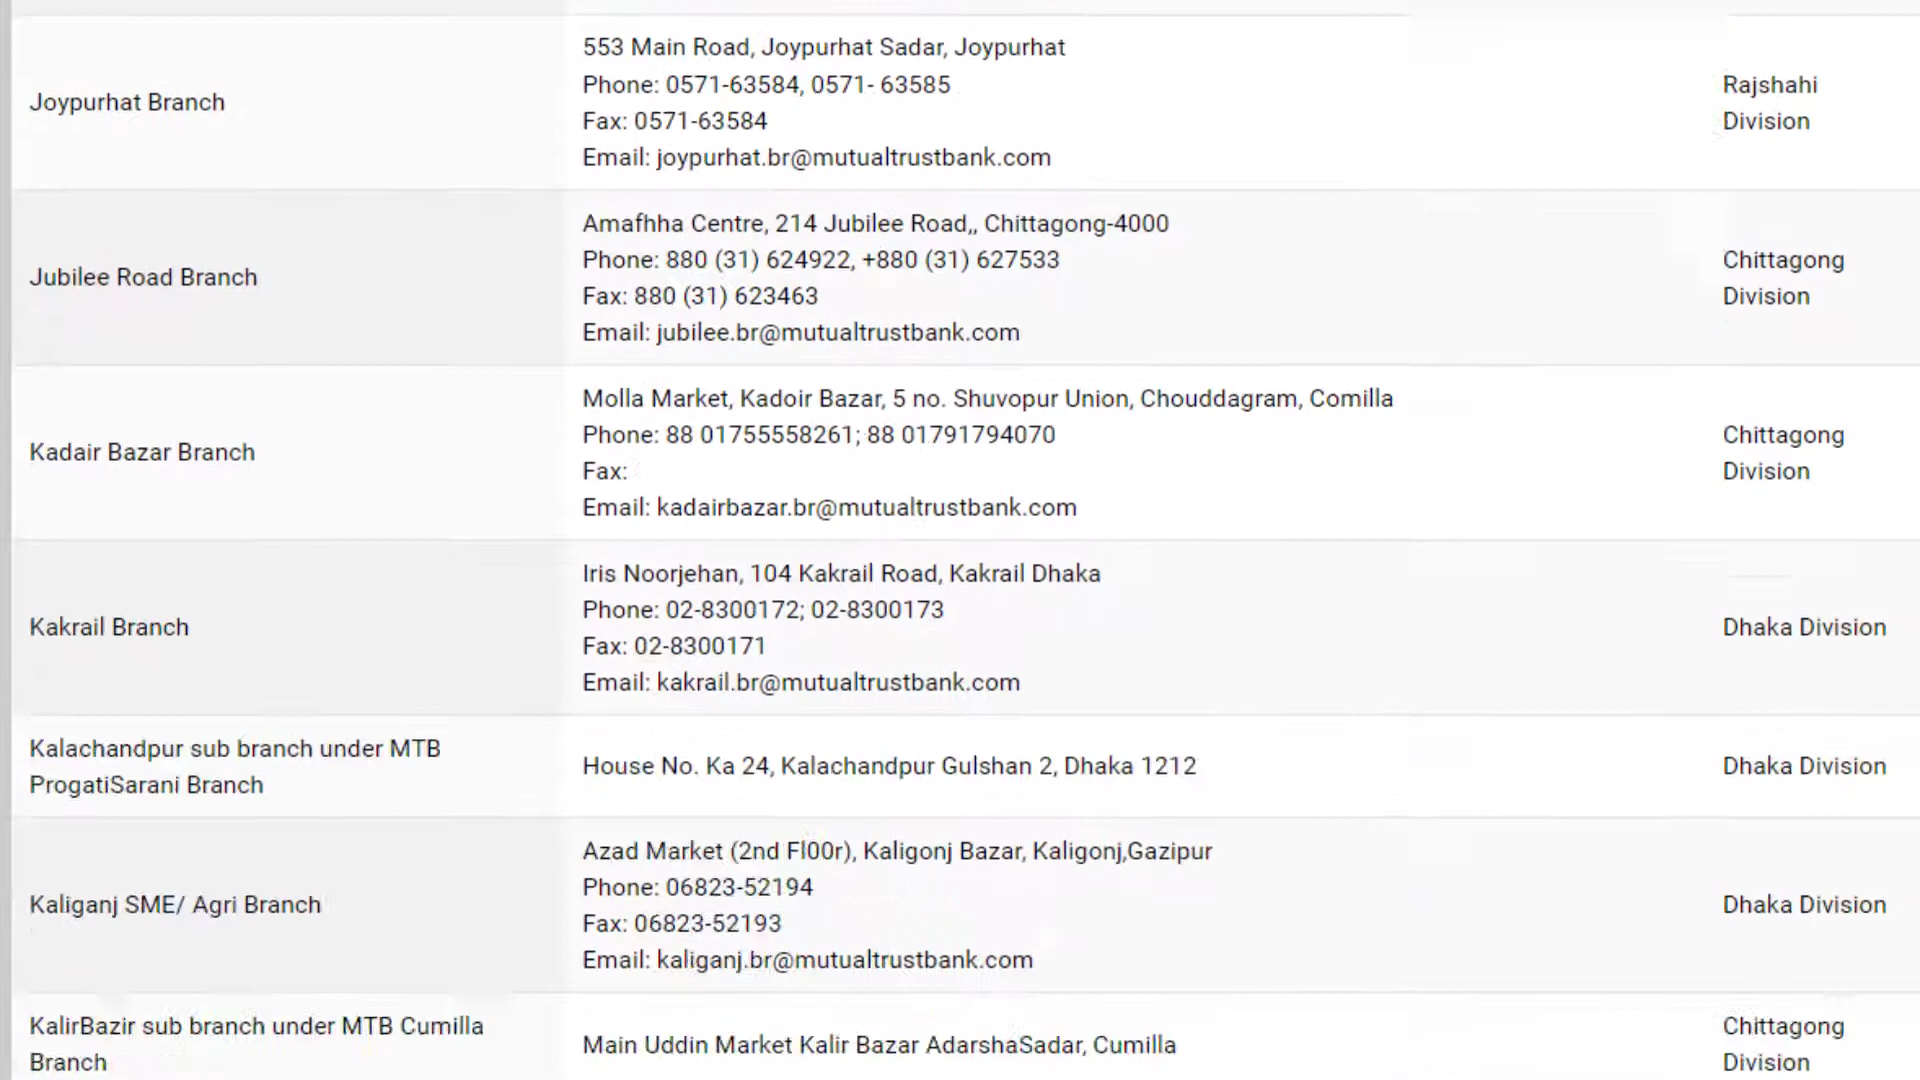 Joypurhat Branch
553 Main Road, Joypurhat Sadar, Joypurhat
Phone: 0571-63584, 0571- 63585
Fax: 0571-63584
Email: joypurhat.br@mutualtrustbank.com
Rajshahi
Division
Jubilee Road Branch
Amafhha Centre, 214 Jubilee Road,, Chittagong-4000
Phone: 880 (31) 624922, +880 (31) 627533
Fax: 880 (31) 623463
Email: jubilee.br@mutualtrustbank.com
Chittagong
Division
Kadair Bazar Branch
Molla Market, Kadoir Bazar, 5 no. Shuvopur Union, Chouddagram, Comilla
Phone: 88 01755558261; 88 01791794070
Fax:
Email: kadairbazar.br@mutualtrustbank.com
Chittagong
Division
Kakrail Branch
Iris Noorjehan, 104 Kakrail Road, Kakrail Dhaka
Phone: 02-8300172; 02-8300173
Fax: 02-8300171
Email: kakrail.br@mutualtrustbank.com
Dhaka Division
Kalachandpur sub branch under MTB
ProgatiSarani Branch
House No. Ka 24, Kalachandpur Gulshan 2, Dhaka 1212
Dhaka Division
Kaliganj SME/ Agri Branch
Azad Market (2nd Fl00r), Kaligonj Bazar, Kaligonj,Gazipur
Phone: 06823-52194
Fax: 06823-52193
Email: kaliganj.br@mutualtrustbank.com
Dhaka Division
KalirBazir sub branch under MTB Cumilla
Branch
Main Uddin Market Kalir Bazar AdarshaSadar, Cumilla
Chittagong
Division